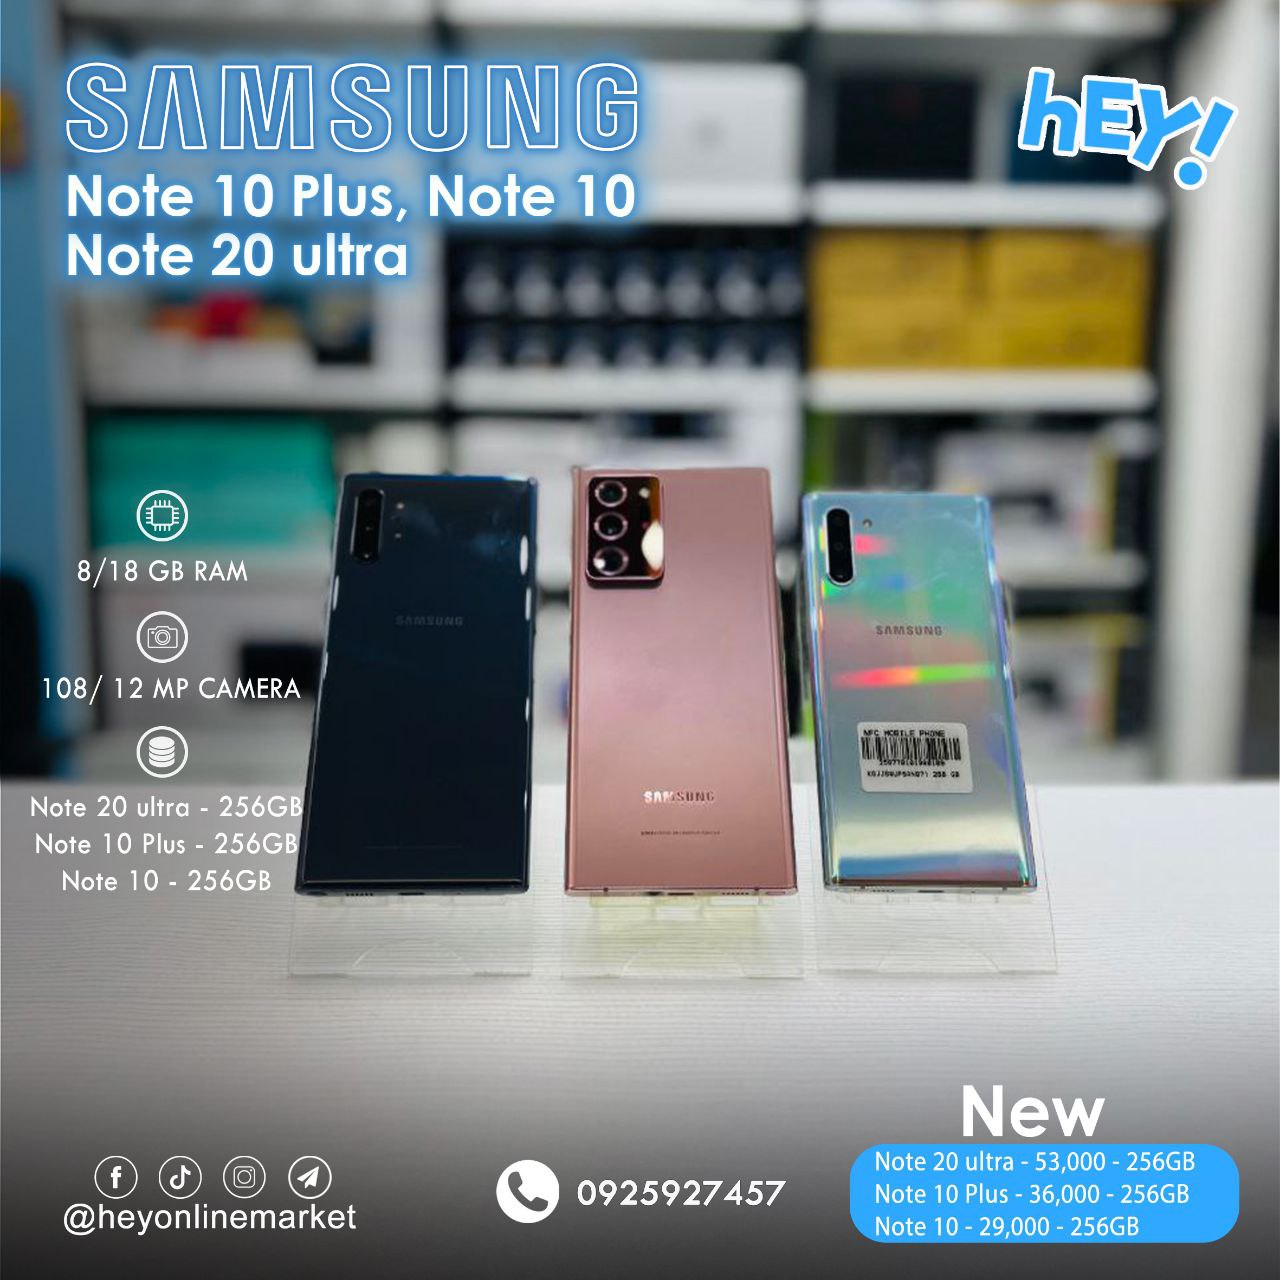 SAMSUNG
Note 10 Plus, Note 10
Note 20 ultra
hEY!
8/18 GB RAM
108/ 12 MP CAMERA
Note 20 ultra - 256GB
Note 10 Plus - 256GB
Note 10 - 256GB
SAMSUNG
SAMSUNG
SAMSUNG
NFC MOBILE PHONE
256 GB
New
Note 20 ultra - 53,000 - 256GB
Note 10 Plus - 36,000 - 256GB
Note 10 - 29,000 - 256GB
0925927457
@heyonlinemarket